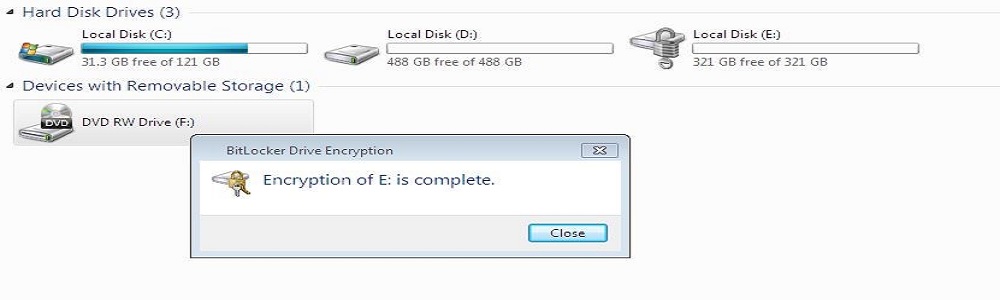 Hard Disk Drives (3)
Local Disk (C:)
31.3 GB free of 121 GB
Local Disk (D:)
488 GB free of 488 GB
Local Disk (E:)
321 GB free of 321 GB
Devices with Removable Storage (1)
DVD
DVD RW Drive (F:)
BitLocker Drive Encryption
Encryption of E: is complete.
Close